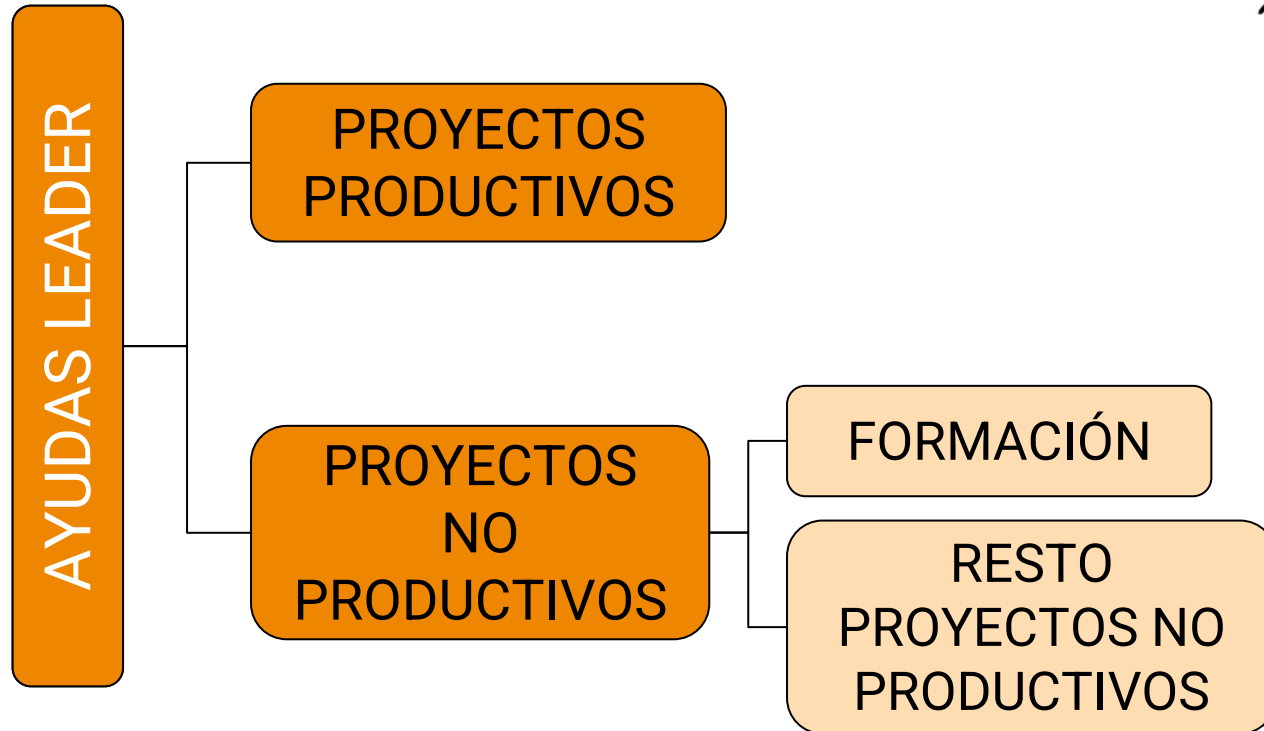 AYUDAS LEADER
PROYECTOS
PRODUCTIVOS
PROYECTOS
NO
PRODUCTIVOS
FORMACIÓN
RESTO
PROYECTOS NO
PRODUCTIVOS